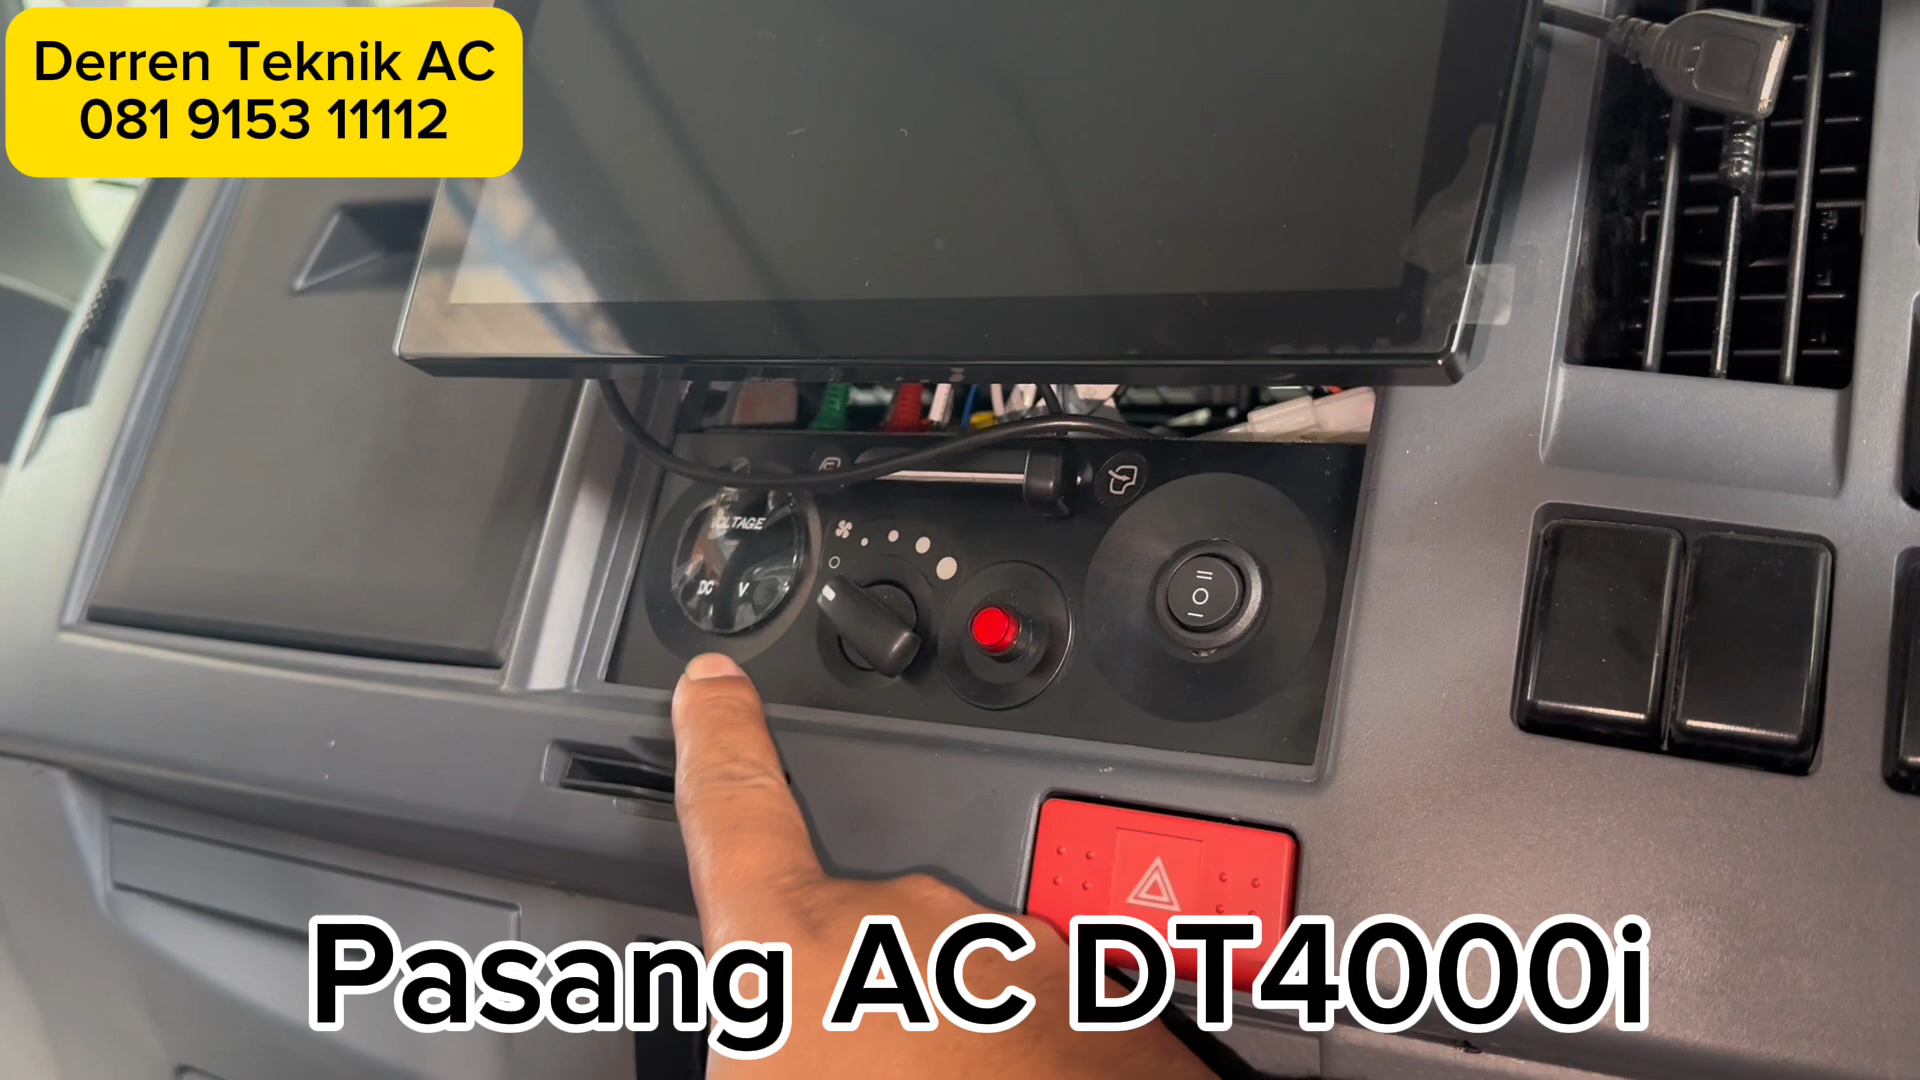 Derren Teknik AC
081 9153 11112
VOLTAGE
DC V
Pasang AC DT4000i